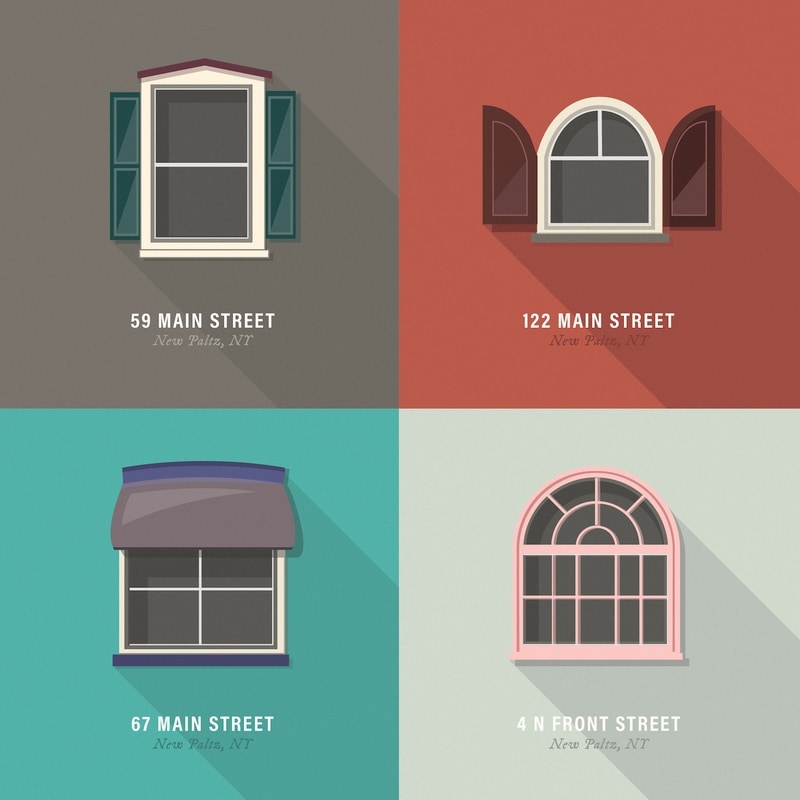 59 MAIN STREET
New Paltz, NY
122 MAIN STREET
New Paltz, NY
67 MAIN STREET
New Paltz, NY
4 N FRONT STREET
New Paltz, NY